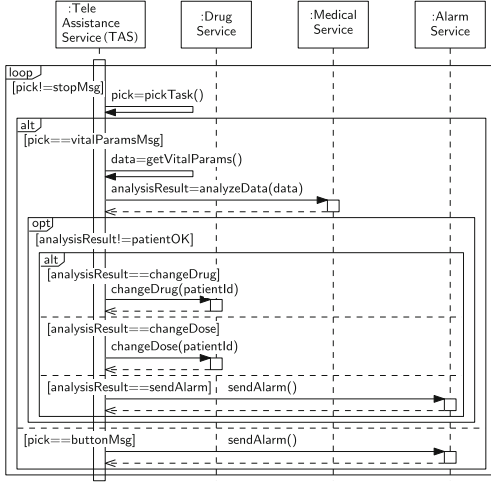 :Tele
Assistance
Service (TAS)
:Drug
Service
:Medical
Service
:Alarm
Service
loop
[pick!=stopMsg]
pick=pickTask()
alt
[pick==vitalParamsMsg]
data=getVitalParams()
analysisResult=analyzeData(data)
opt
[analysisResult!=patientOK]
alt
[analysisResult==changeDrug]
changeDrug(patientId)
[analysisResult==changeDose]
changeDose(patientId)
[analysisResult==sendAlarm] sendAlarm()
[pick==buttonMsg] sendAlarm()